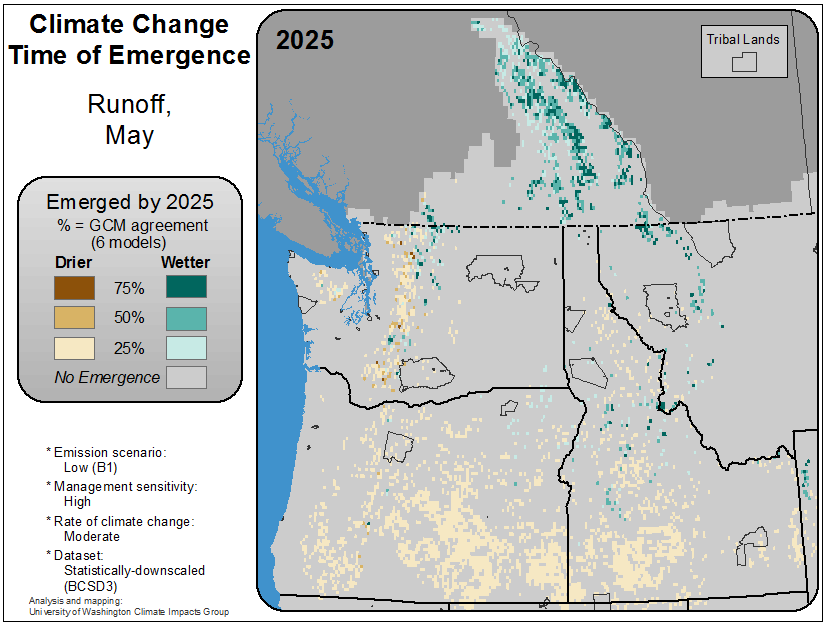 Climate Change
Time of Emergence
Runoff,
May
Emerged by 2025
% = GCM agreement
(6 models)
Drier Wetter
75%
50%
25%
No Emergence
* Emission scenario:
Low (B1)
* Management sensitivity:
High
* Rate of climate change:
Moderate
* Dataset:
Statistically-downscaled
(BCSD3)
Analysis and mapping:
University of Washington Climate Impacts Group
2025
Tribal Lands